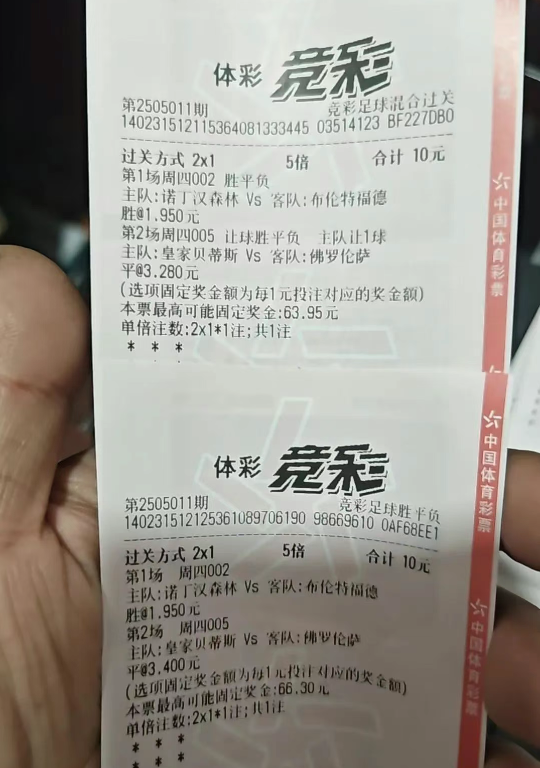 体彩 竞彩
第2505011期 竞彩足球混合过关
140231512115364081333445 03514123 BF227DB0
过关方式 2x1 5倍 合计 10元
第1场周四002 胜平负
主队:诺丁汉森林 Vs 客队:布伦特福德
胜@1.950元
第2场周四005 让球胜平负 主队让1球
主队:皇家贝蒂斯 Vs 客队:佛罗伦萨
平@3.280元
(选项固定奖金额为每1元投注对应的奖金额)
本票最高可能固定奖金:63.95元
单倍注数:2x1*1注;共1注
* * *
中国体育彩票
体彩 竞彩
第2505011期 竞彩足球胜平负
140231512125361089706190 98669610 0AF68EE1
过关方式 2x1 5倍 合计 10元
第1场 周四002
主队:诺丁汉森林 Vs 客队:布伦特福德
胜@1.950元
第2场 周四005
主队:皇家贝蒂斯 Vs 客队:佛罗伦萨
平@3.400元
(选项固定奖金额为每1元投注对应的奖金额)
本票最高可能固定奖金:66.30元
单倍注数:2x1*1注;共1注
* * *
* * *
中国体育彩票
中国体育彩票